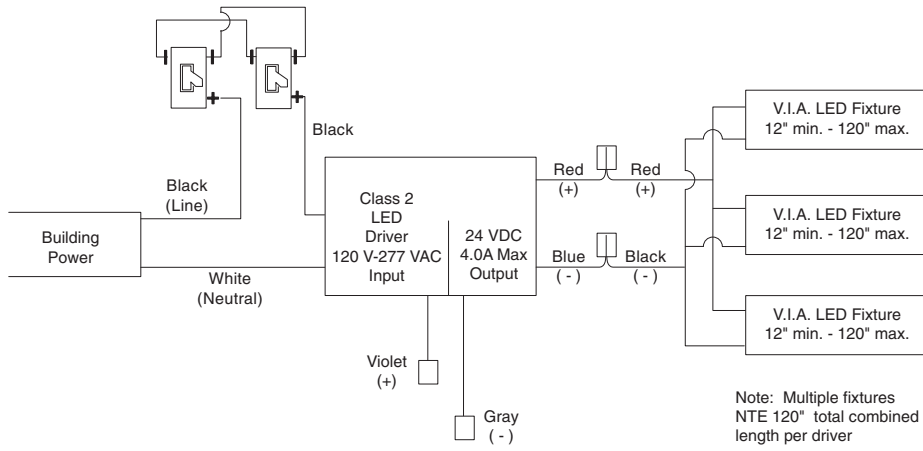 Black
Black
(Line)
Building
Power
White
(Neutral)
Class 2
LED
Driver
120 V-277 VAC
Input
24 VDC
4.0A Max
Output
Red
(+)
Red
(+)
Blue
( - )
Black
( - )
Violet
(+)
Gray
( - )
V.I.A. LED Fixture
12" min. - 120" max.
V.I.A. LED Fixture
12" min. - 120" max.
V.I.A. LED Fixture
12" min. - 120" max.
Note:  Multiple fixtures
NTE 120"  total combined
length per driver